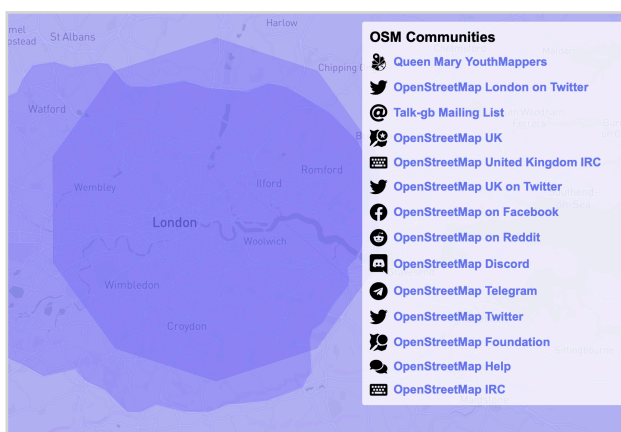 Harlow
mel
pstead
St Albans
Chipping
Watford
Romford
Ilford
Wembley
London
Woolwich
Wimbledon
Croydon
OSM Communities
Queen Mary YouthMappers
OpenStreetMap London on Twitter
Talk-gb Mailing List
OpenStreetMap UK
OpenStreetMap United Kingdom IRC
OpenStreetMap UK on Twitter
OpenStreetMap on Facebook
OpenStreetMap on Reddit
OpenStreetMap Discord
OpenStreetMap Telegram
OpenStreetMap Twitter
OpenStreetMap Foundation
OpenStreetMap Help
OpenStreetMap IRC